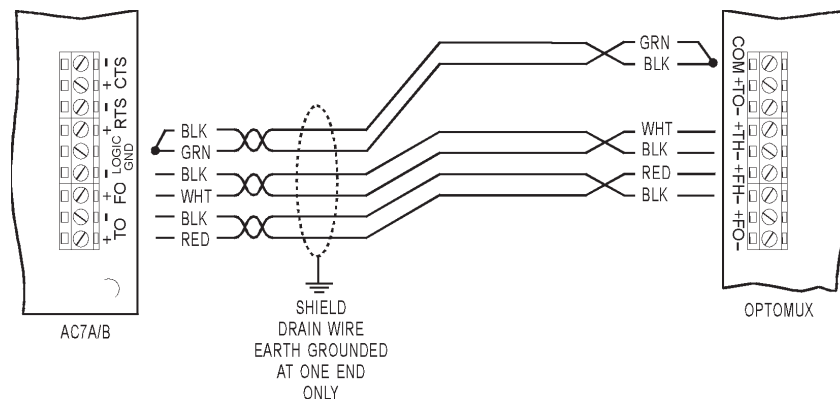 - CTS
+
- RTS
+
LOGIC GND
- FO
+
- TO
+
BLK
GRN
BLK
WHT
BLK
RED
AC7A/B
SHIELD
DRAIN WIRE
EARTH GROUNDED
AT ONE END
ONLY
GRN
BLK
WHT
BLK
RED
BLK
COM
+TO-
+TH-
+FH-
+FO-
OPTOMUX